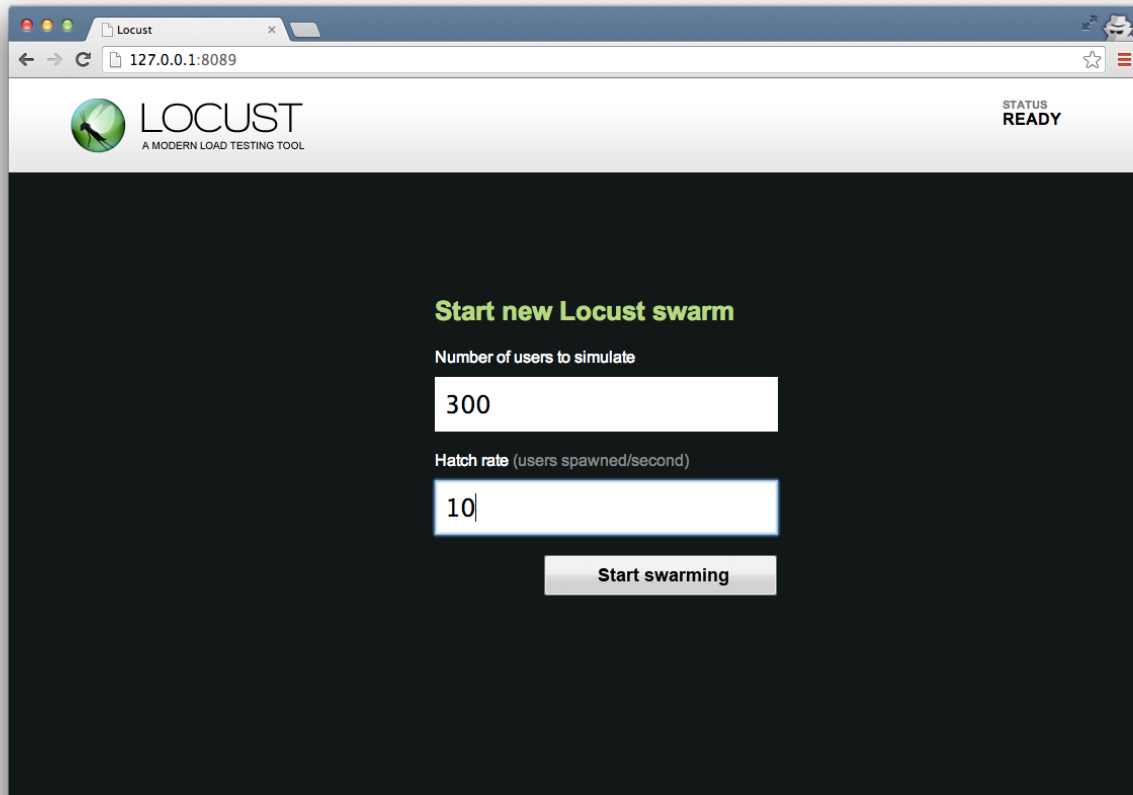 Locust
127.0.0.1:8089
LOCUST
A MODERN LOAD TESTING TOOL
STATUS
READY
Start new Locust swarm
Number of users to simulate
300
Hatch rate (users spawned/second)
10
Start swarming